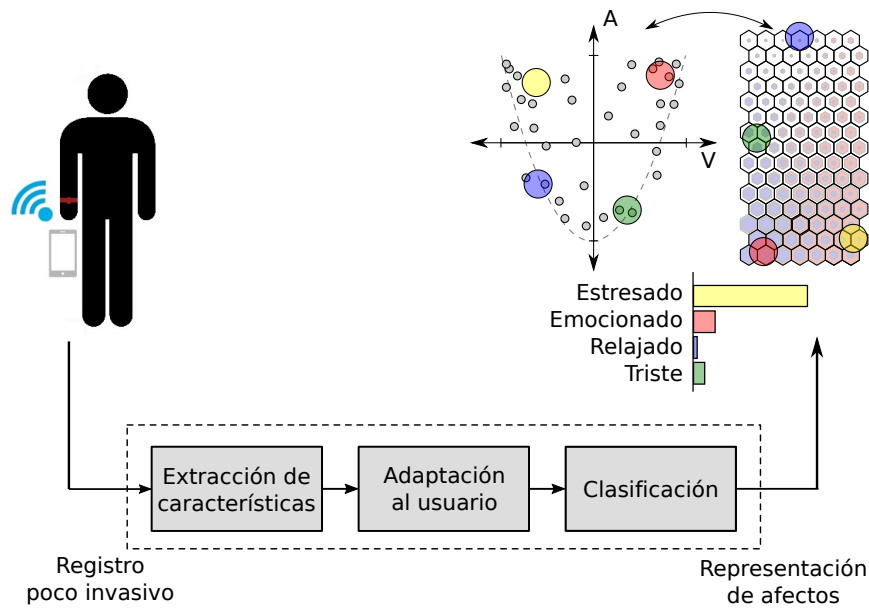 A
V
Estresado
Emocionado
Relajado
Triste
Extracción de
características
Adaptación
al usuario
Clasificación
Registro
poco invasivo
Representación
de afectos